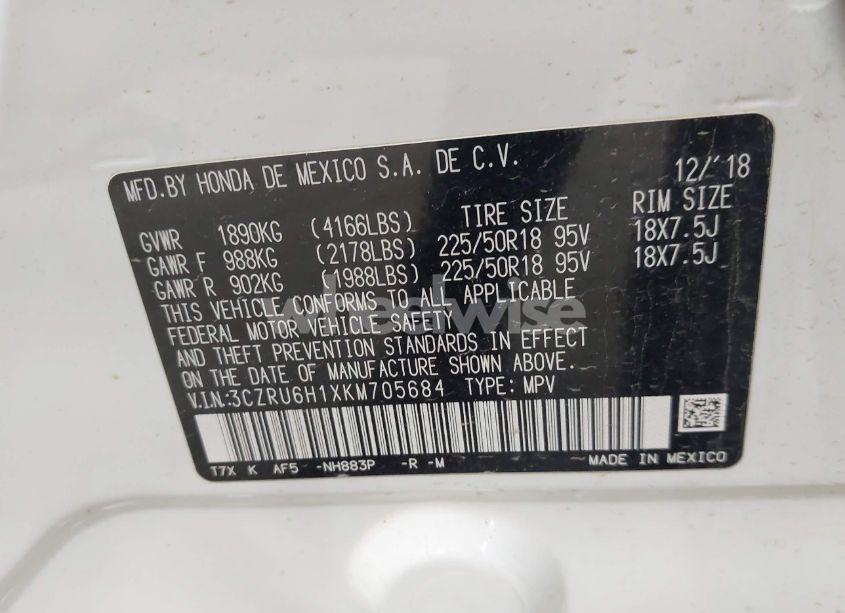 MFD.BY HONDA DE MEXICO S.A. DE C.V. 12/'18
GVWR 1890KG (4166LBS) TIRE SIZE RIM SIZE
GAWR F 988KG (2178LBS) 225/50R18 95V 18X7.5J
GAWR R 902KG (1988LBS) 225/50R18 95V 18X7.5J
THIS VEHICLE CONFORMS TO ALL APPLICABLE
FEDERAL MOTOR VEHICLE SAFETY
AND THEFT PREVENTION STANDARDS IN EFFECT
ON THE DATE OF MANUFACTURE SHOWN ABOVE.
V.I.N:3CZRU6H1XKM705684 TYPE: MPV
T7X K AF5 -NH883P -R -M MADE IN MEXICO
wheelwise